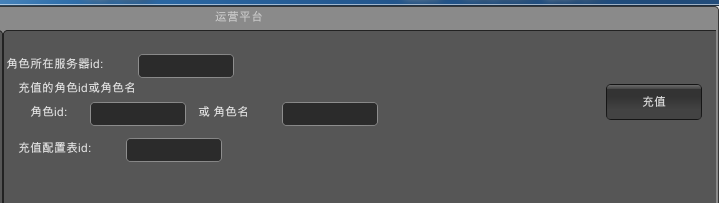 运营平台
角色所在服务器id:
充值的角色id或角色名
角色id: 或 角色名
充值
充值配置表id: